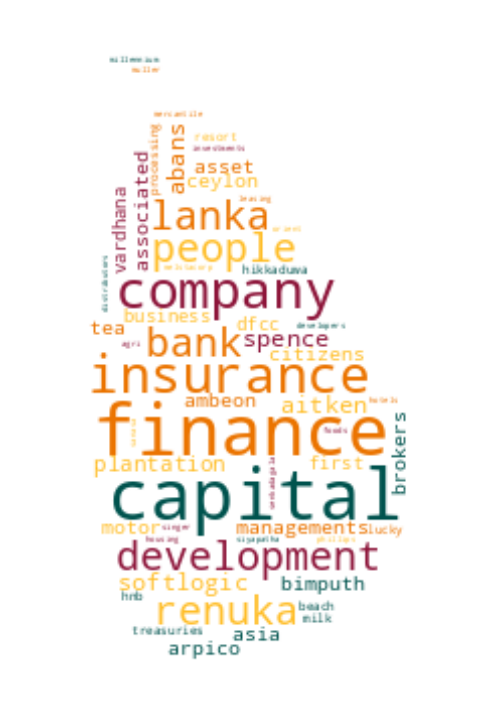 millennium
muller
mercantile
processing
abans
resort
investments
associated
asset
ceylon
vardhana
leasing
lanka
orient
people
hikkaduwa
distributors
company
business
dfcc
developers
tea
agri
bank
spence
citizens
insurance
ambeon
aitken
hotels
finance
foods
brokers
plantation
first
capital
motor
singer
managements
lucky
housing
siyapatha
phillips
development
softlogic
bimputh
hnb
renuka
beach
milk
treasuries
asia
arpico